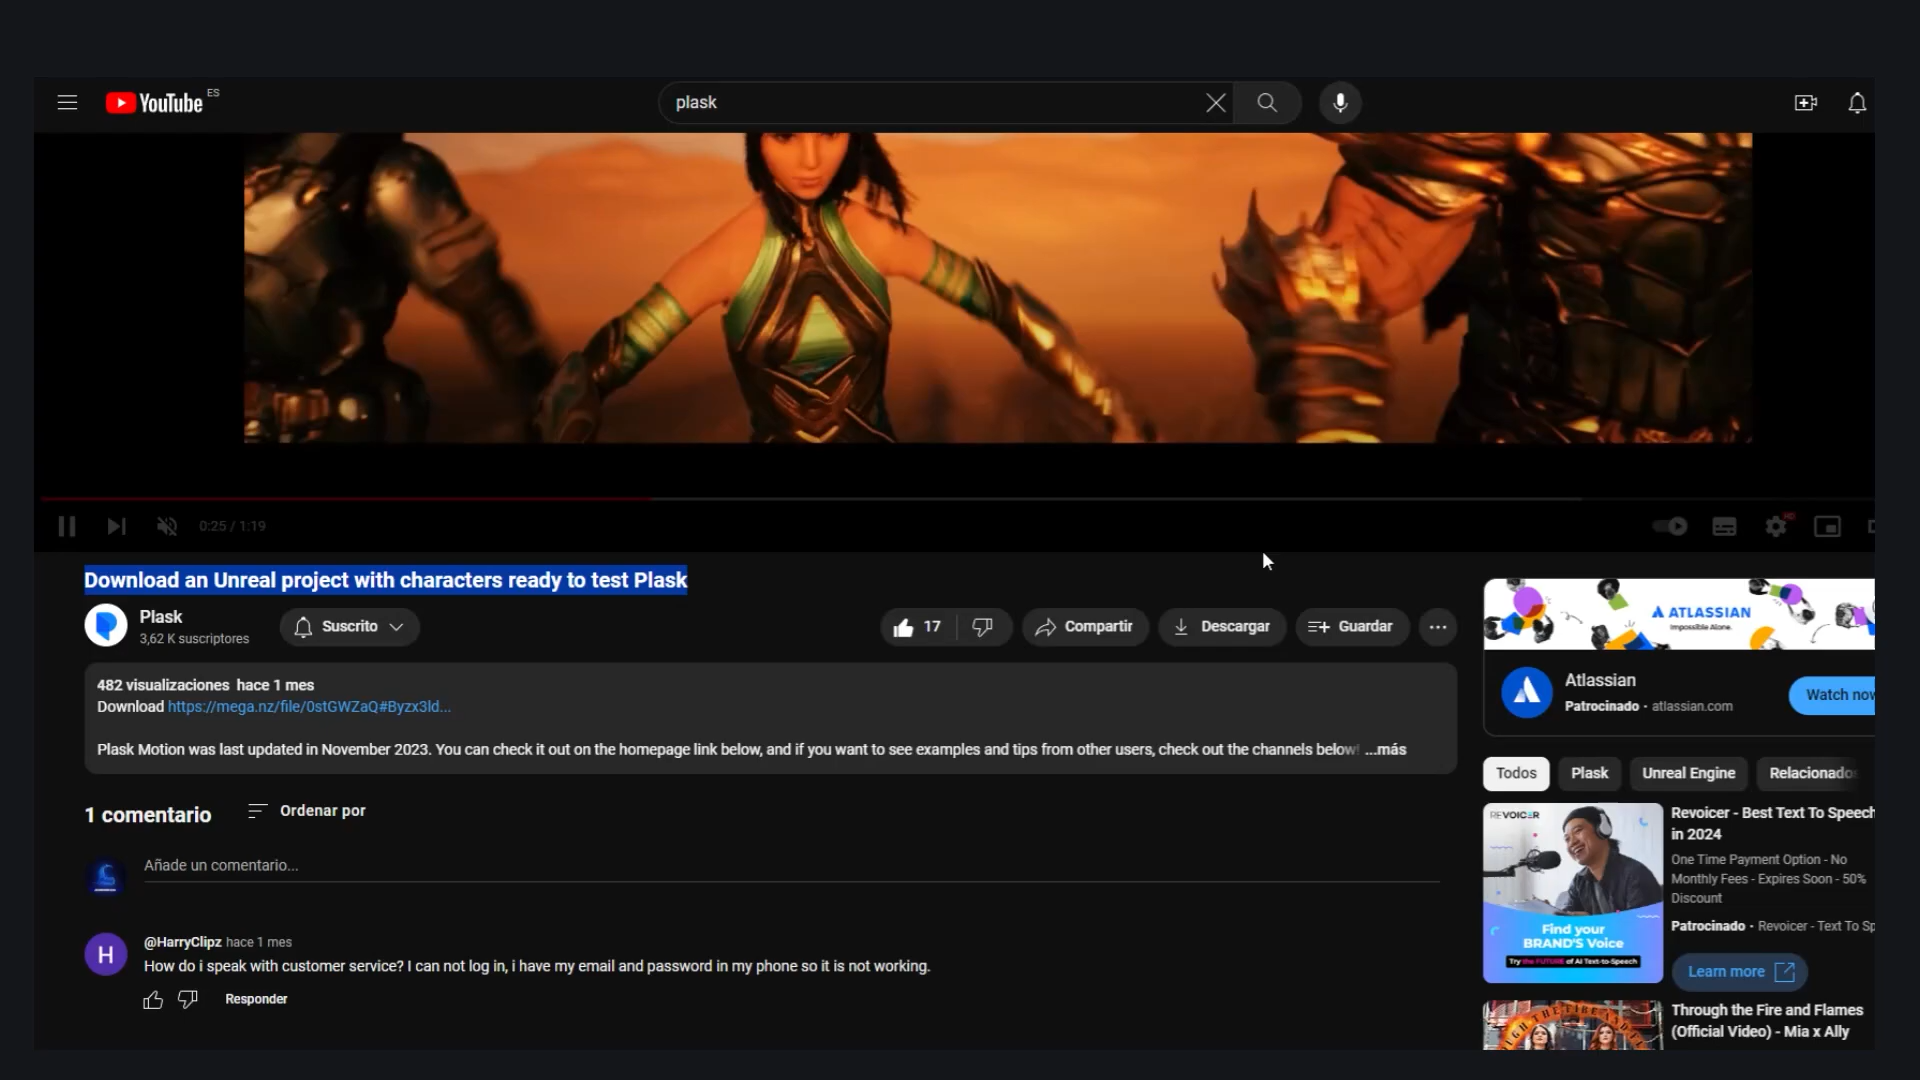 YouTube ES
plask
HD
0:25 / 1:19
Download an Unreal project with characters ready to test Plask
Plask
3,62 K suscriptores
Suscrito
17
Compartir
Descargar
Guardar
482 visualizaciones hace 1 mes
Download https://mega.nz/file/0stGWZaQ#Byzx3ld...
Plask Motion was last updated in November 2023. You can check it out on the homepage link below, and if you want to see examples and tips from other users, check out the channels below! ...más
1 comentario
Ordenar por
Añade un comentario...
H
@HarryClipz hace 1 mes
How do i speak with customer service? I can not log in, i have my email and password in my phone so it is not working.
Responder
ATLASSIAN
Impossible Alone.
Atlassian
Patrocinado · atlassian.com
Watch now
Todos
Plask
Unreal Engine
Relacionado
REVOICER
Find your
BRAND'S Voice
Try the FUTURE of AI Text-to-Speech
Revoicer - Best Text To Speech
in 2024
One Time Payment Option - No
Monthly Fees - Expires Soon - 50%
Discount
Patrocinado · Revoicer - Text To Sp
Learn more
THE FIRE AND
Through the Fire and Flames
(Official Video) - Mia x Ally